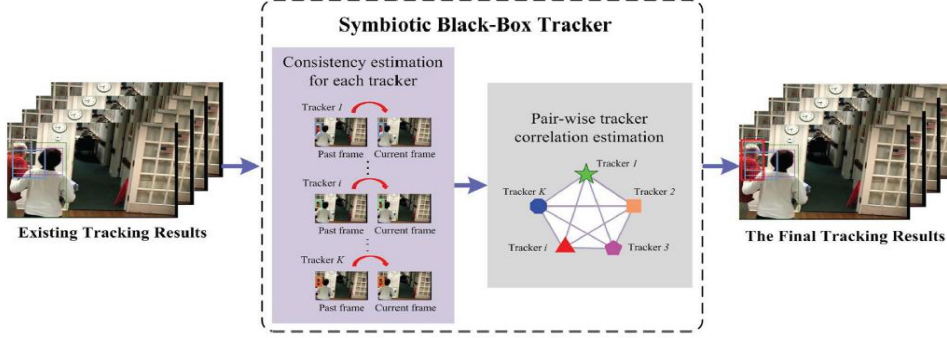 Symbiotic Black-Box Tracker
Consistency estimation
for each tracker
Tracker 1
Past frame Current frame
⋮
Tracker i
Past frame Current frame
⋮
Tracker K
Past frame Current frame
Pair-wise tracker
correlation estimation
Tracker 1
Tracker K
Tracker 2
Tracker i
Tracker 3
Existing Tracking Results
The Final Tracking Results